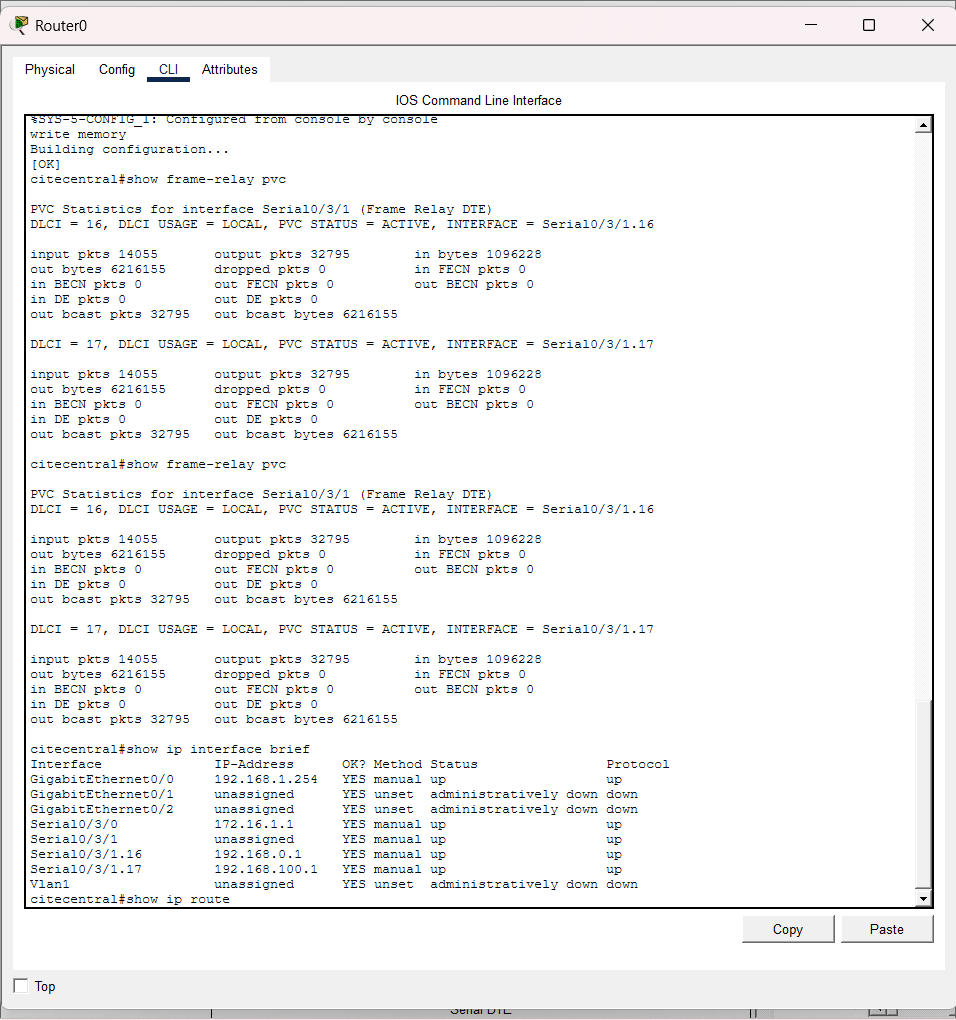 Router0
Physical Config CLI Attributes
IOS Command Line Interface
%SYS-5-CONFIG_I: Configured from console by console
write memory
Building configuration...
[OK]
citecentral#show frame-relay pvc
PVC Statistics for interface Serial0/3/1 (Frame Relay DTE)
DLCI = 16, DLCI USAGE = LOCAL, PVC STATUS = ACTIVE, INTERFACE = Serial0/3/1.16
input pkts 14055 output pkts 32795 in bytes 1096228
out bytes 6216155 dropped pkts 0 in FECN pkts 0
in BECN pkts 0 out FECN pkts 0 out BECN pkts 0
in DE pkts 0 out DE pkts 0
out bcast pkts 32795 out bcast bytes 6216155
DLCI = 17, DLCI USAGE = LOCAL, PVC STATUS = ACTIVE, INTERFACE = Serial0/3/1.17
input pkts 14055 output pkts 32795 in bytes 1096228
out bytes 6216155 dropped pkts 0 in FECN pkts 0
in BECN pkts 0 out FECN pkts 0 out BECN pkts 0
in DE pkts 0 out DE pkts 0
out bcast pkts 32795 out bcast bytes 6216155
citecentral#show frame-relay pvc
PVC Statistics for interface Serial0/3/1 (Frame Relay DTE)
DLCI = 16, DLCI USAGE = LOCAL, PVC STATUS = ACTIVE, INTERFACE = Serial0/3/1.16
input pkts 14055 output pkts 32795 in bytes 1096228
out bytes 6216155 dropped pkts 0 in FECN pkts 0
in BECN pkts 0 out FECN pkts 0 out BECN pkts 0
in DE pkts 0 out DE pkts 0
out bcast pkts 32795 out bcast bytes 6216155
DLCI = 17, DLCI USAGE = LOCAL, PVC STATUS = ACTIVE, INTERFACE = Serial0/3/1.17
input pkts 14055 output pkts 32795 in bytes 1096228
out bytes 6216155 dropped pkts 0 in FECN pkts 0
in BECN pkts 0 out FECN pkts 0 out BECN pkts 0
in DE pkts 0 out DE pkts 0
out bcast pkts 32795 out bcast bytes 6216155
citecentral#show ip interface brief
Interface IP-Address OK? Method Status Protocol
GigabitEthernet0/0 192.168.1.254 YES manual up up
GigabitEthernet0/1 unassigned YES unset administratively down down
GigabitEthernet0/2 unassigned YES unset administratively down down
Serial0/3/0 172.16.1.1 YES manual up up
Serial0/3/1 unassigned YES manual up up
Serial0/3/1.16 192.168.0.1 YES manual up up
Serial0/3/1.17 192.168.100.1 YES manual up up
Vlan1 unassigned YES unset administratively down down
citecentral#show ip route
Copy Paste
Top
Serial DTE